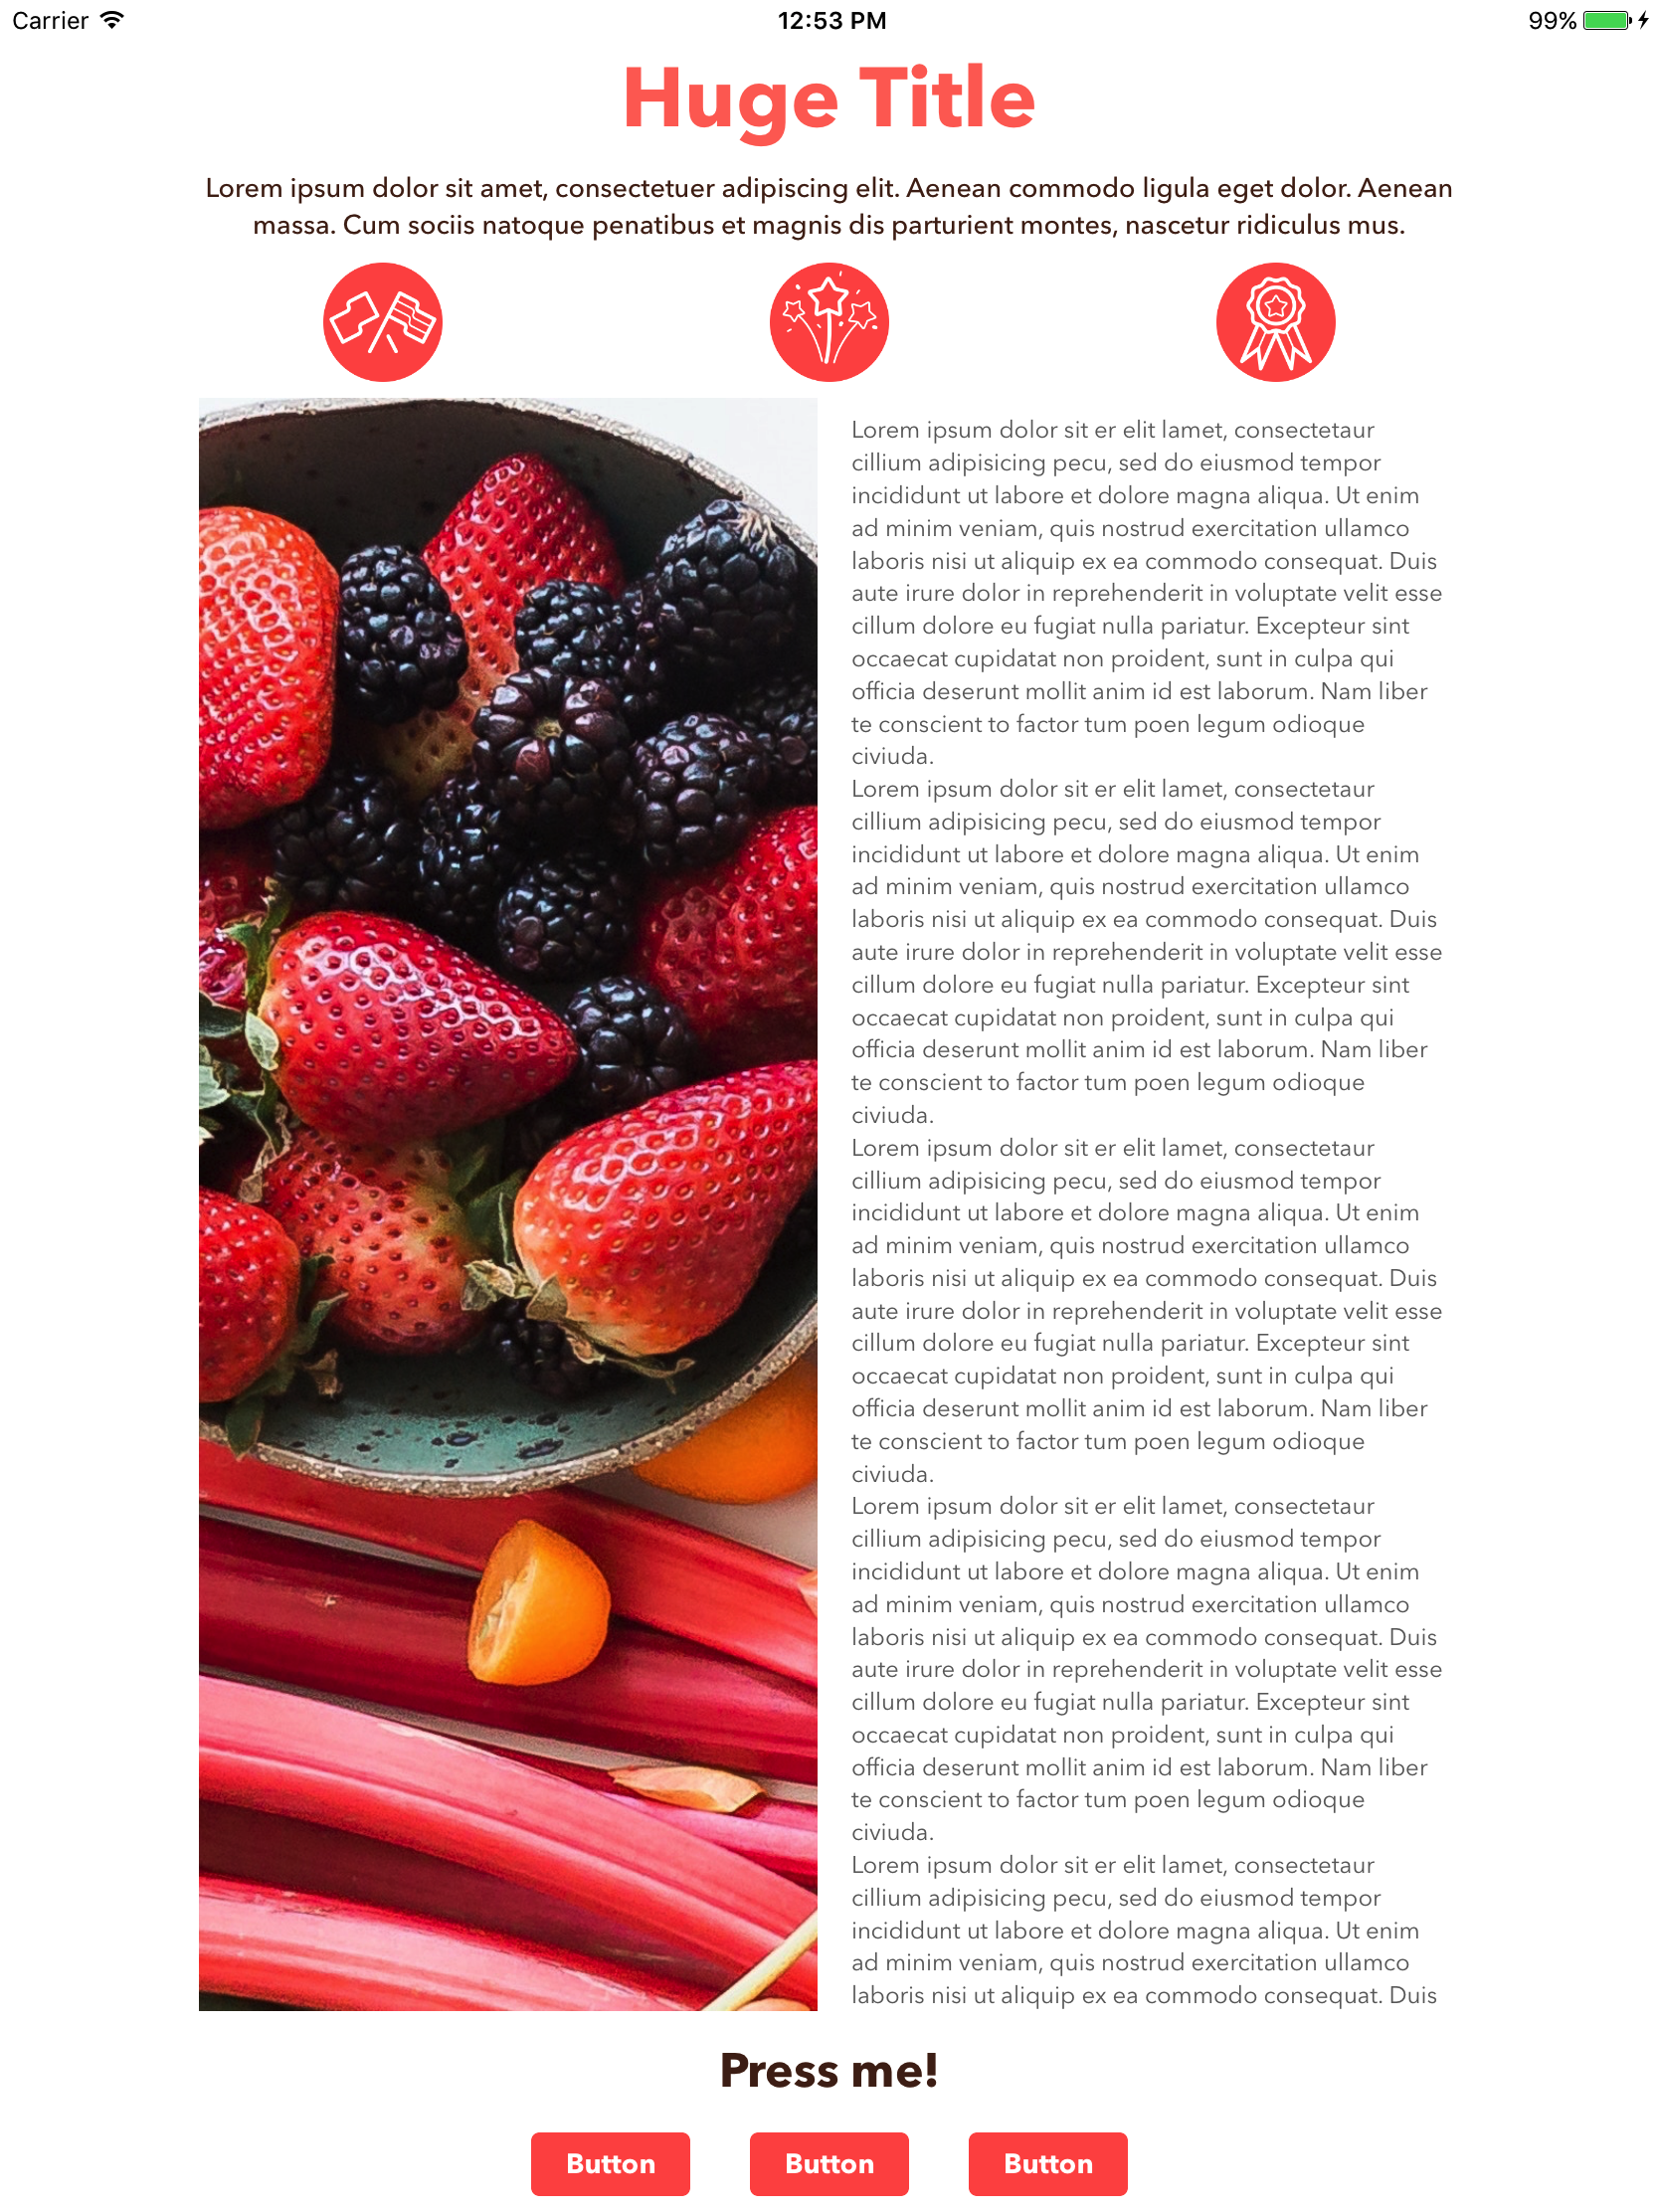 Carrier
12:53 PM
99%
Huge Title
Lorem ipsum dolor sit amet, consectetuer adipiscing elit. Aenean commodo ligula eget dolor. Aenean
massa. Cum sociis natoque penatibus et magnis dis parturient montes, nascetur ridiculus mus.
Lorem ipsum dolor sit er elit lamet, consectetaur
cillium adipisicing pecu, sed do eiusmod tempor
incididunt ut labore et dolore magna aliqua. Ut enim
ad minim veniam, quis nostrud exercitation ullamco
laboris nisi ut aliquip ex ea commodo consequat. Duis
aute irure dolor in reprehenderit in voluptate velit esse
cillum dolore eu fugiat nulla pariatur. Excepteur sint
occaecat cupidatat non proident, sunt in culpa qui
officia deserunt mollit anim id est laborum. Nam liber
te conscient to factor tum poen legum odioque
civiuda.
Lorem ipsum dolor sit er elit lamet, consectetaur
cillium adipisicing pecu, sed do eiusmod tempor
incididunt ut labore et dolore magna aliqua. Ut enim
ad minim veniam, quis nostrud exercitation ullamco
laboris nisi ut aliquip ex ea commodo consequat. Duis
aute irure dolor in reprehenderit in voluptate velit esse
cillum dolore eu fugiat nulla pariatur. Excepteur sint
occaecat cupidatat non proident, sunt in culpa qui
officia deserunt mollit anim id est laborum. Nam liber
te conscient to factor tum poen legum odioque
civiuda.
Lorem ipsum dolor sit er elit lamet, consectetaur
cillium adipisicing pecu, sed do eiusmod tempor
incididunt ut labore et dolore magna aliqua. Ut enim
ad minim veniam, quis nostrud exercitation ullamco
laboris nisi ut aliquip ex ea commodo consequat. Duis
aute irure dolor in reprehenderit in voluptate velit esse
cillum dolore eu fugiat nulla pariatur. Excepteur sint
occaecat cupidatat non proident, sunt in culpa qui
officia deserunt mollit anim id est laborum. Nam liber
te conscient to factor tum poen legum odioque
civiuda.
Lorem ipsum dolor sit er elit lamet, consectetaur
cillium adipisicing pecu, sed do eiusmod tempor
incididunt ut labore et dolore magna aliqua. Ut enim
ad minim veniam, quis nostrud exercitation ullamco
laboris nisi ut aliquip ex ea commodo consequat. Duis
aute irure dolor in reprehenderit in voluptate velit esse
cillum dolore eu fugiat nulla pariatur. Excepteur sint
occaecat cupidatat non proident, sunt in culpa qui
officia deserunt mollit anim id est laborum. Nam liber
te conscient to factor tum poen legum odioque
civiuda.
Lorem ipsum dolor sit er elit lamet, consectetaur
cillium adipisicing pecu, sed do eiusmod tempor
incididunt ut labore et dolore magna aliqua. Ut enim
ad minim veniam, quis nostrud exercitation ullamco
laboris nisi ut aliquip ex ea commodo consequat. Duis
Press me!
Button
Button
Button